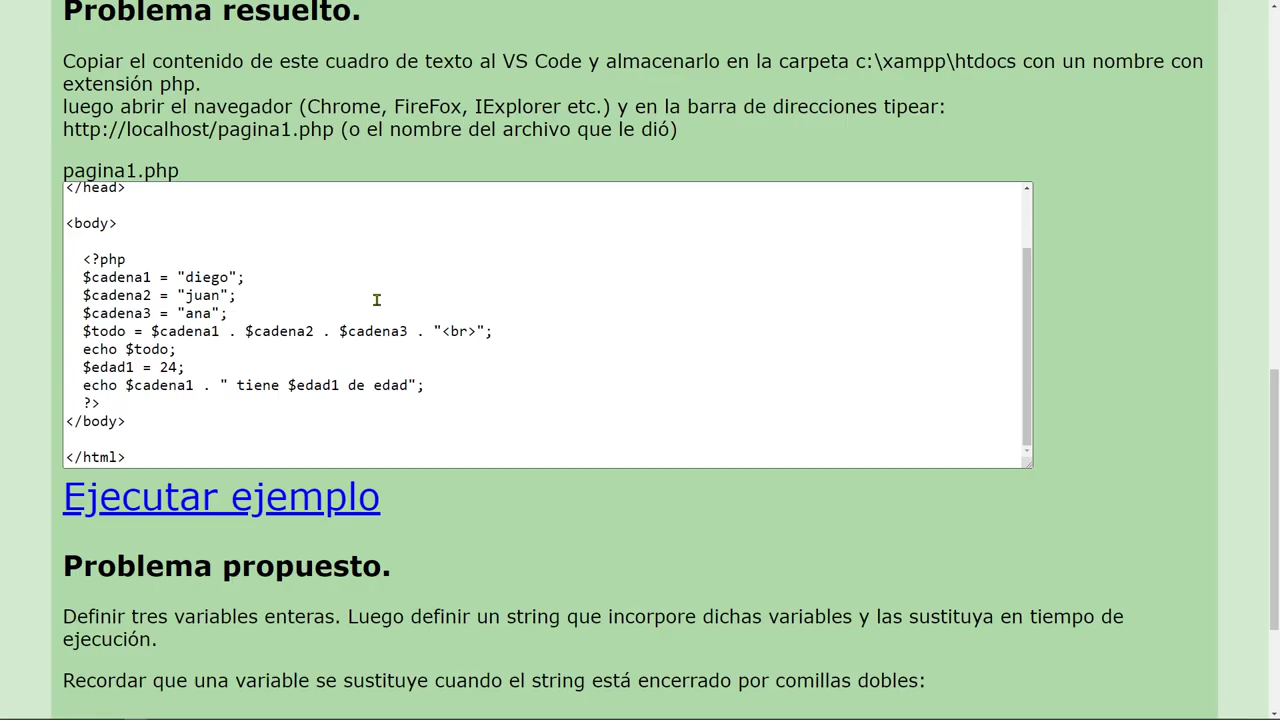 Problema resuelto.
Copiar el contenido de este cuadro de texto al VS Code y almacenarlo en la carpeta c:\xampp\htdocs con un nombre con
extensión php.
luego abrir el navegador (Chrome, FireFox, IExplorer etc.) y en la barra de direcciones tipear:
http://localhost/pagina1.php (o el nombre del archivo que le dió)
pagina1.php
</head>
<body>
<?php
$cadena1 = "diego";
$cadena2 = "juan";
$cadena3 = "ana";
$todo = $cadena1 . $cadena2 . $cadena3 . "<br>";
echo $todo;
$edad1 = 24;
echo $cadena1 . " tiene $edad1 de edad";
?>
</body>
</html>
Ejecutar ejemplo
Problema propuesto.
Definir tres variables enteras. Luego definir un string que incorpore dichas variables y las sustituya en tiempo de
ejecución.
Recordar que una variable se sustituye cuando el string está encerrado por comillas dobles: